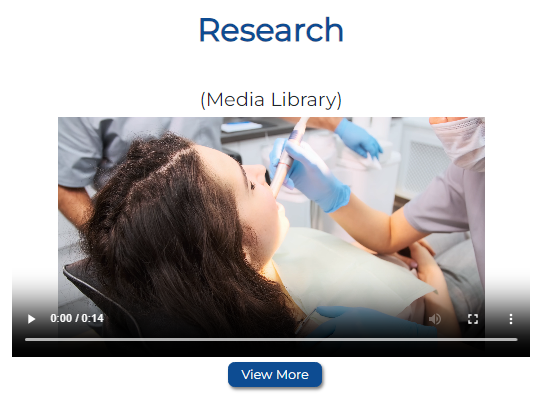 Research
(Media Library)
0:00 / 0:14
View More